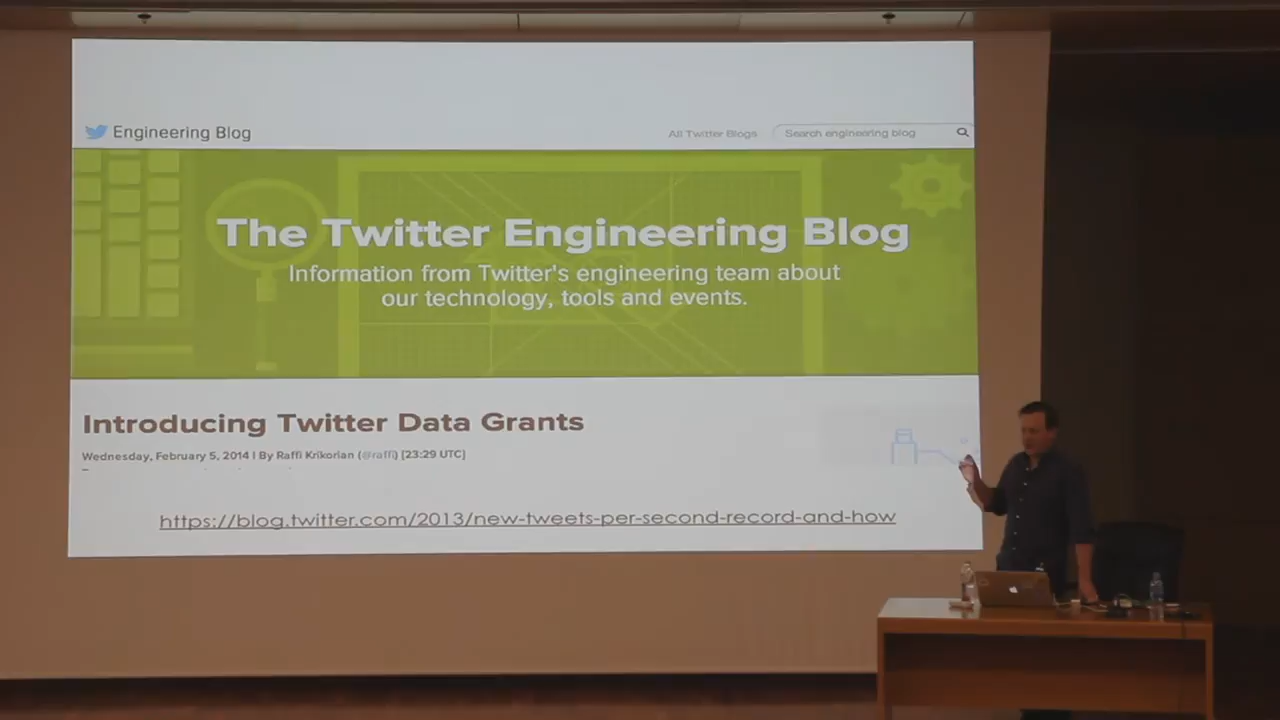 Engineering Blog
All Twitter Blogs
Search engineering blog
The Twitter Engineering Blog
Information from Twitter's engineering team about
our technology, tools and events.
Introducing Twitter Data Grants
Wednesday, February 5, 2014 | By Raffi Krikorian (@raffi) [23:29 UTC]
https://blog.twitter.com/2013/new-tweets-per-second-record-and-how